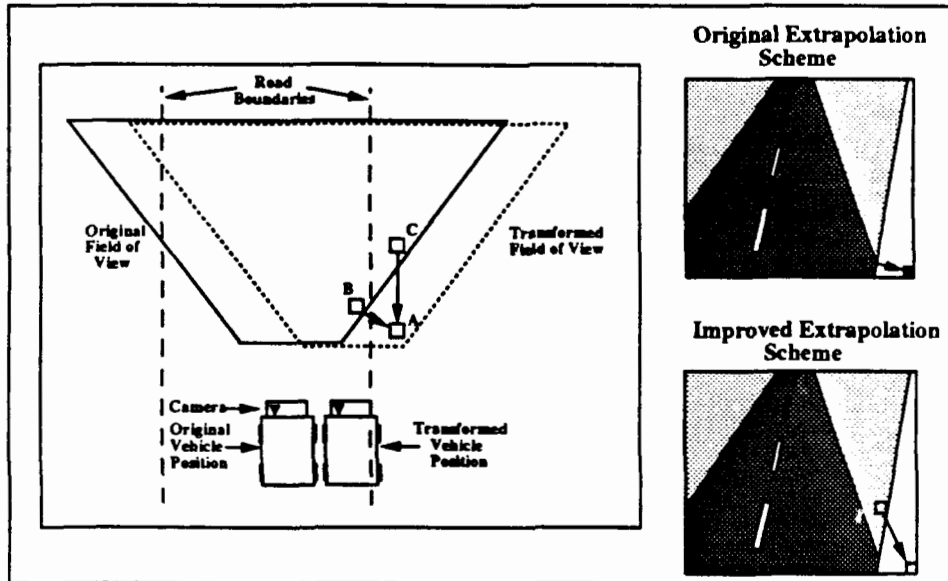 Road
Boundaries
Original
Field of
View
Transformed
Field of View
C
B
A
Camera
Original
Vehicle
Position
Transformed
Vehicle
Position
Original Extrapolation
Scheme
Improved Extrapolation
Scheme